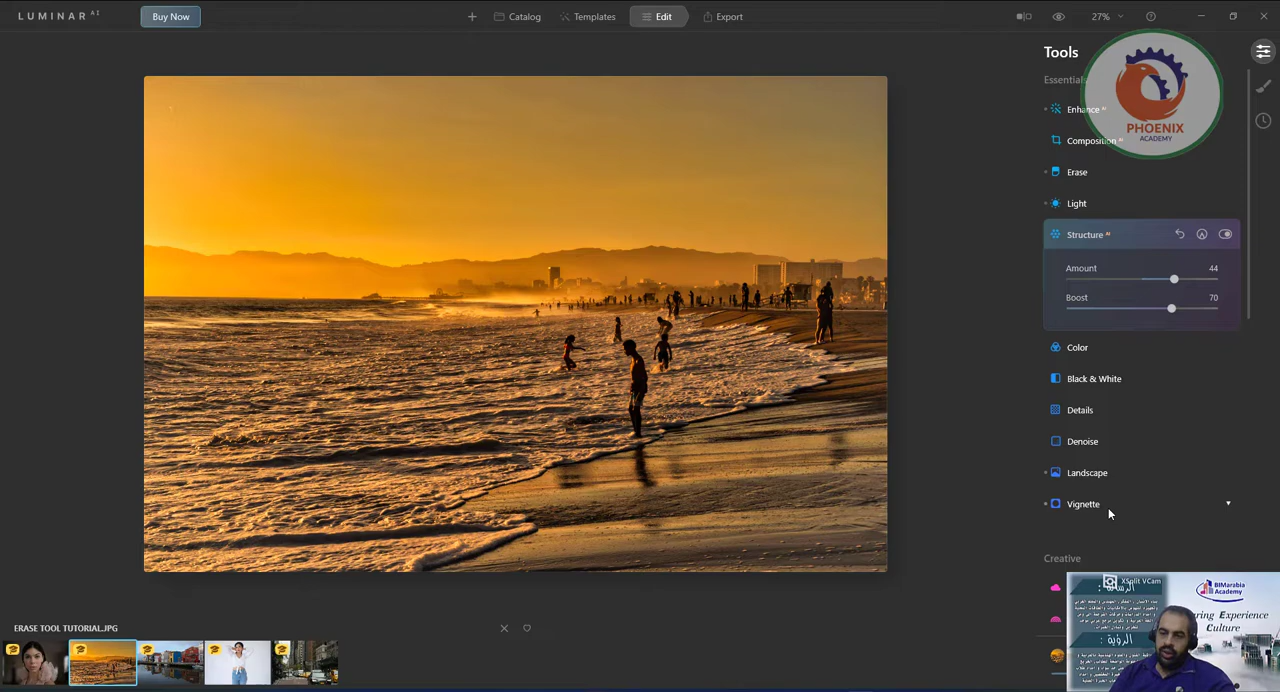 LUMINAR AI
Buy Now
Catalog
Templates
Edit
Export
27%
Tools
Essentials
Enhance AI
Composition AI
Erase
Light
Structure AI
Amount 44
Boost 70
Color
Black & White
Details
Denoise
Landscape
Vignette
Creative
PHOENIX
ACADEMY
ERASE TOOL TUTORIAL.JPG
XSplit VCam
الرسالة :
الرؤية :
BIMarabia
Academy
Experience
Culture